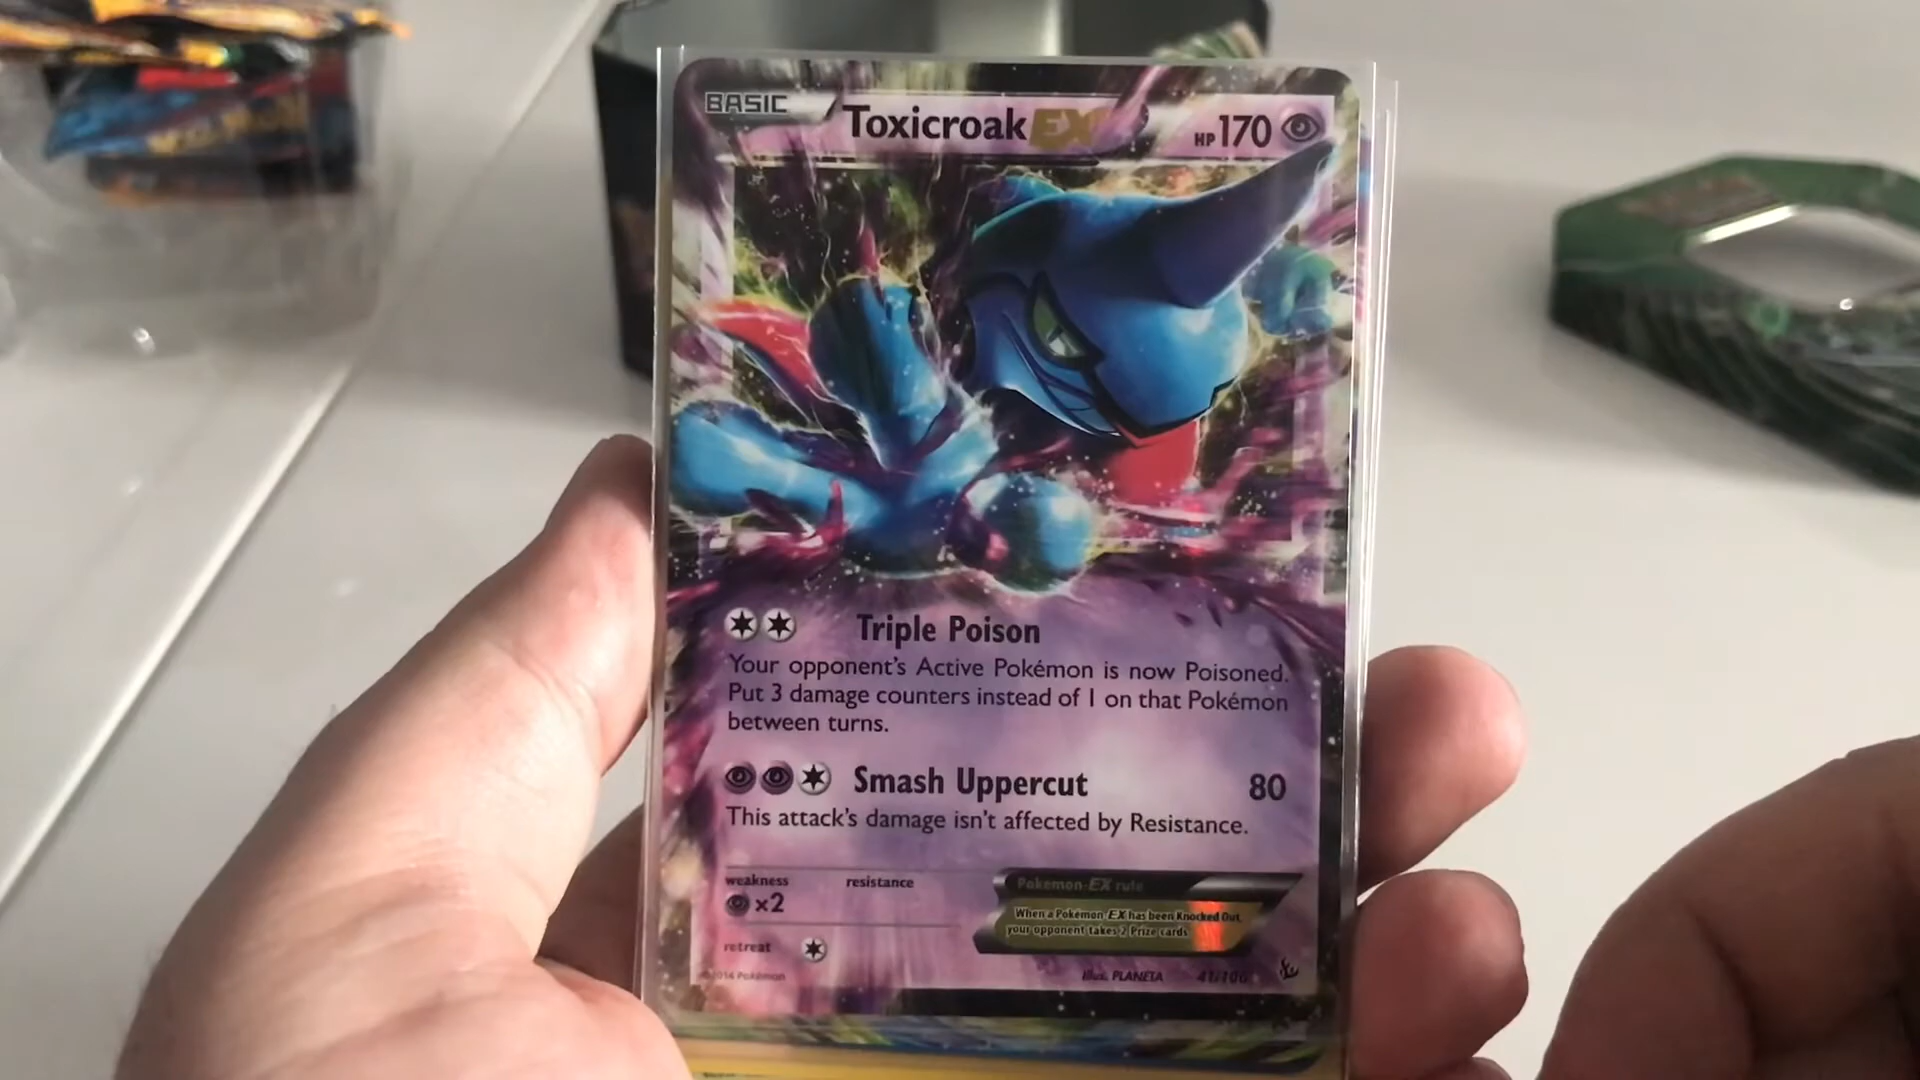 BASIC Toxicroak EX HP 170
Triple Poison
Your opponent's Active Pokémon is now Poisoned.
Put 3 damage counters instead of 1 on that Pokémon
between turns.
Smash Uppercut 80
This attack's damage isn't affected by Resistance.
weakness resistance
x2
Pokémon-EX rule
When a Pokémon-EX has been Knocked Out,
your opponent takes 2 Prize cards.
retreat
©2014 Pokémon Illus. PLANETA 41/106